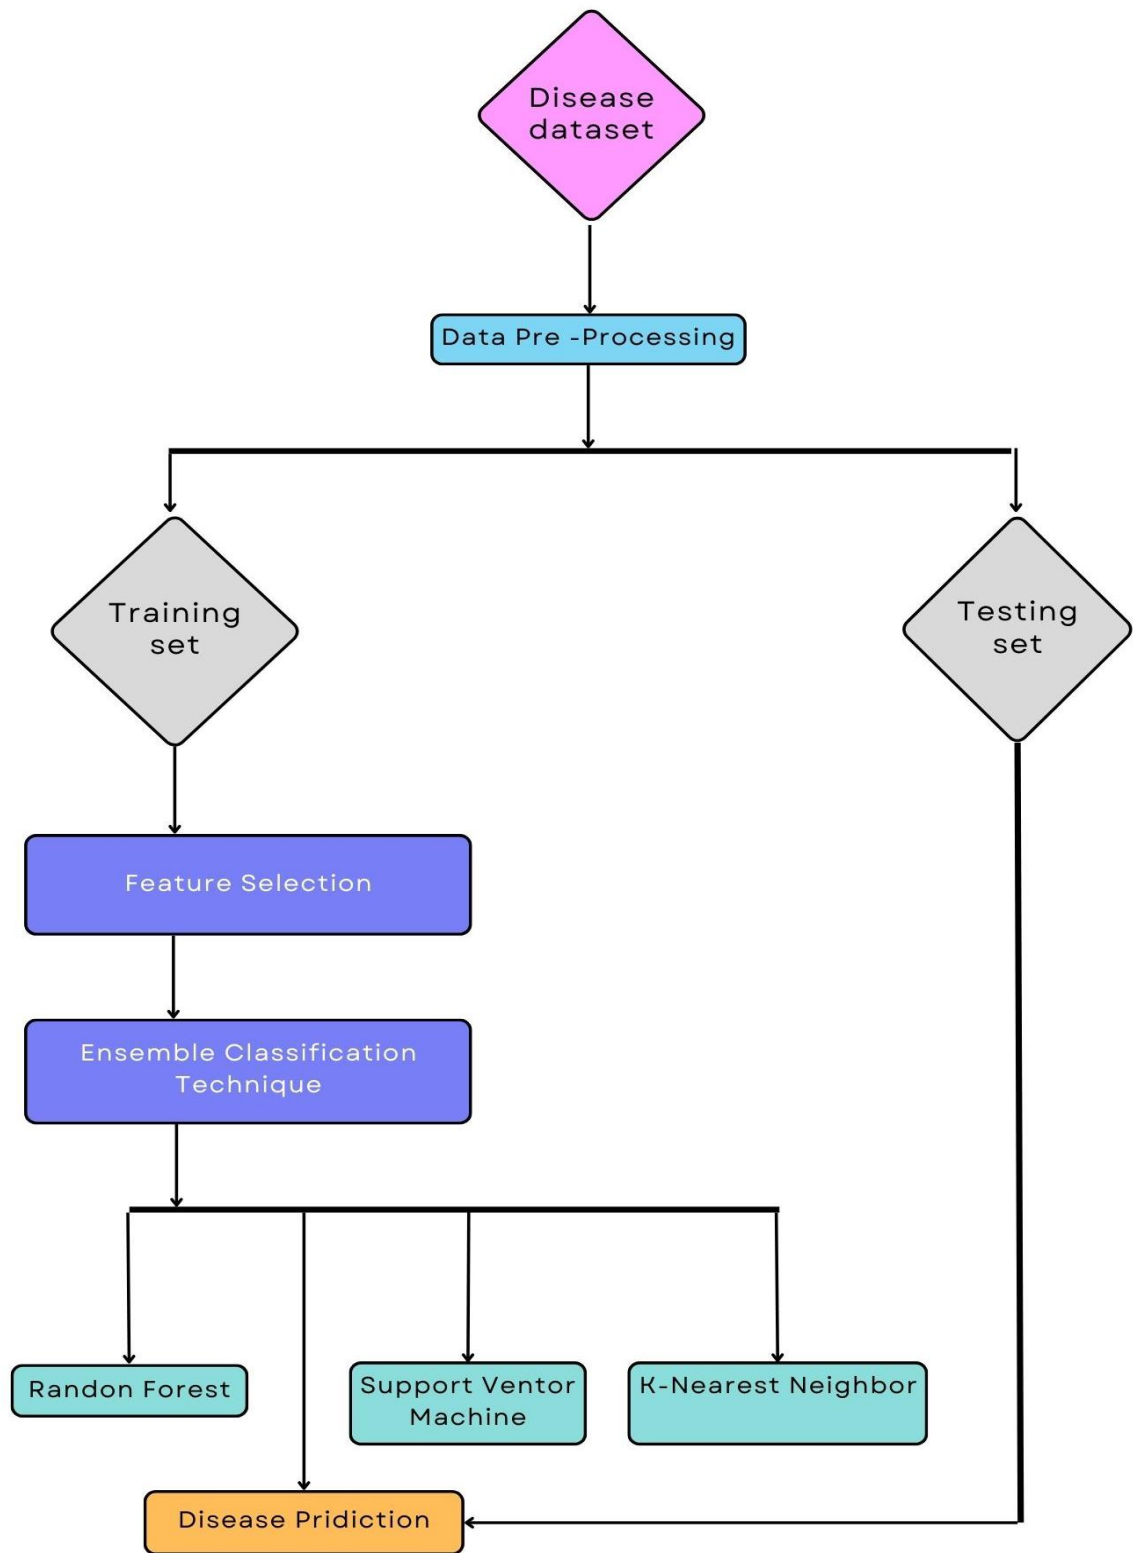 Disease
dataset
Data Pre -Processing
Training
set
Testing
set
Feature Selection
Ensemble Classification
Technique
Randon Forest
Support Ventor
Machine
K-Nearest Neighbor
Disease Pridiction